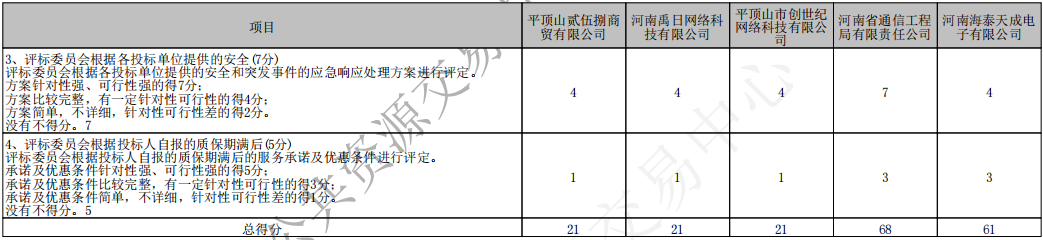 项目
平顶山贰伍捌商
贸有限公司
河南禹日网络科
技有限公司
平顶山市创世纪
网络科技有限公
司
河南省通信工程
局有限责任公司
河南海泰天成电
子有限公司
3、评标委员会根据各投标单位提供的安全(7分)
评标委员会根据各投标单位提供的安全和突发事件的应急响应处理方案进行评定。
方案针对性强、可行性强的得7分；
方案比较完整，有一定针对性可行性的得4分；
方案简单，不详细，针对性可行性差的得2分。
没有不得分。7
4
4
4
7
4
4、评标委员会根据投标人自报的质保期满后(5分)
评标委员会根据投标人自报的质保期满后的服务承诺及优惠条件进行评定。
承诺及优惠条件针对性强、可行性强的得5分；
承诺及优惠条件比较完整，有一定针对性可行性的得3分；
承诺及优惠条件简单，不详细，针对性可行性差的得1分。
没有不得分。5
1
1
1
3
3
总得分
21
21
21
68
61
公共资源交易
交易中心